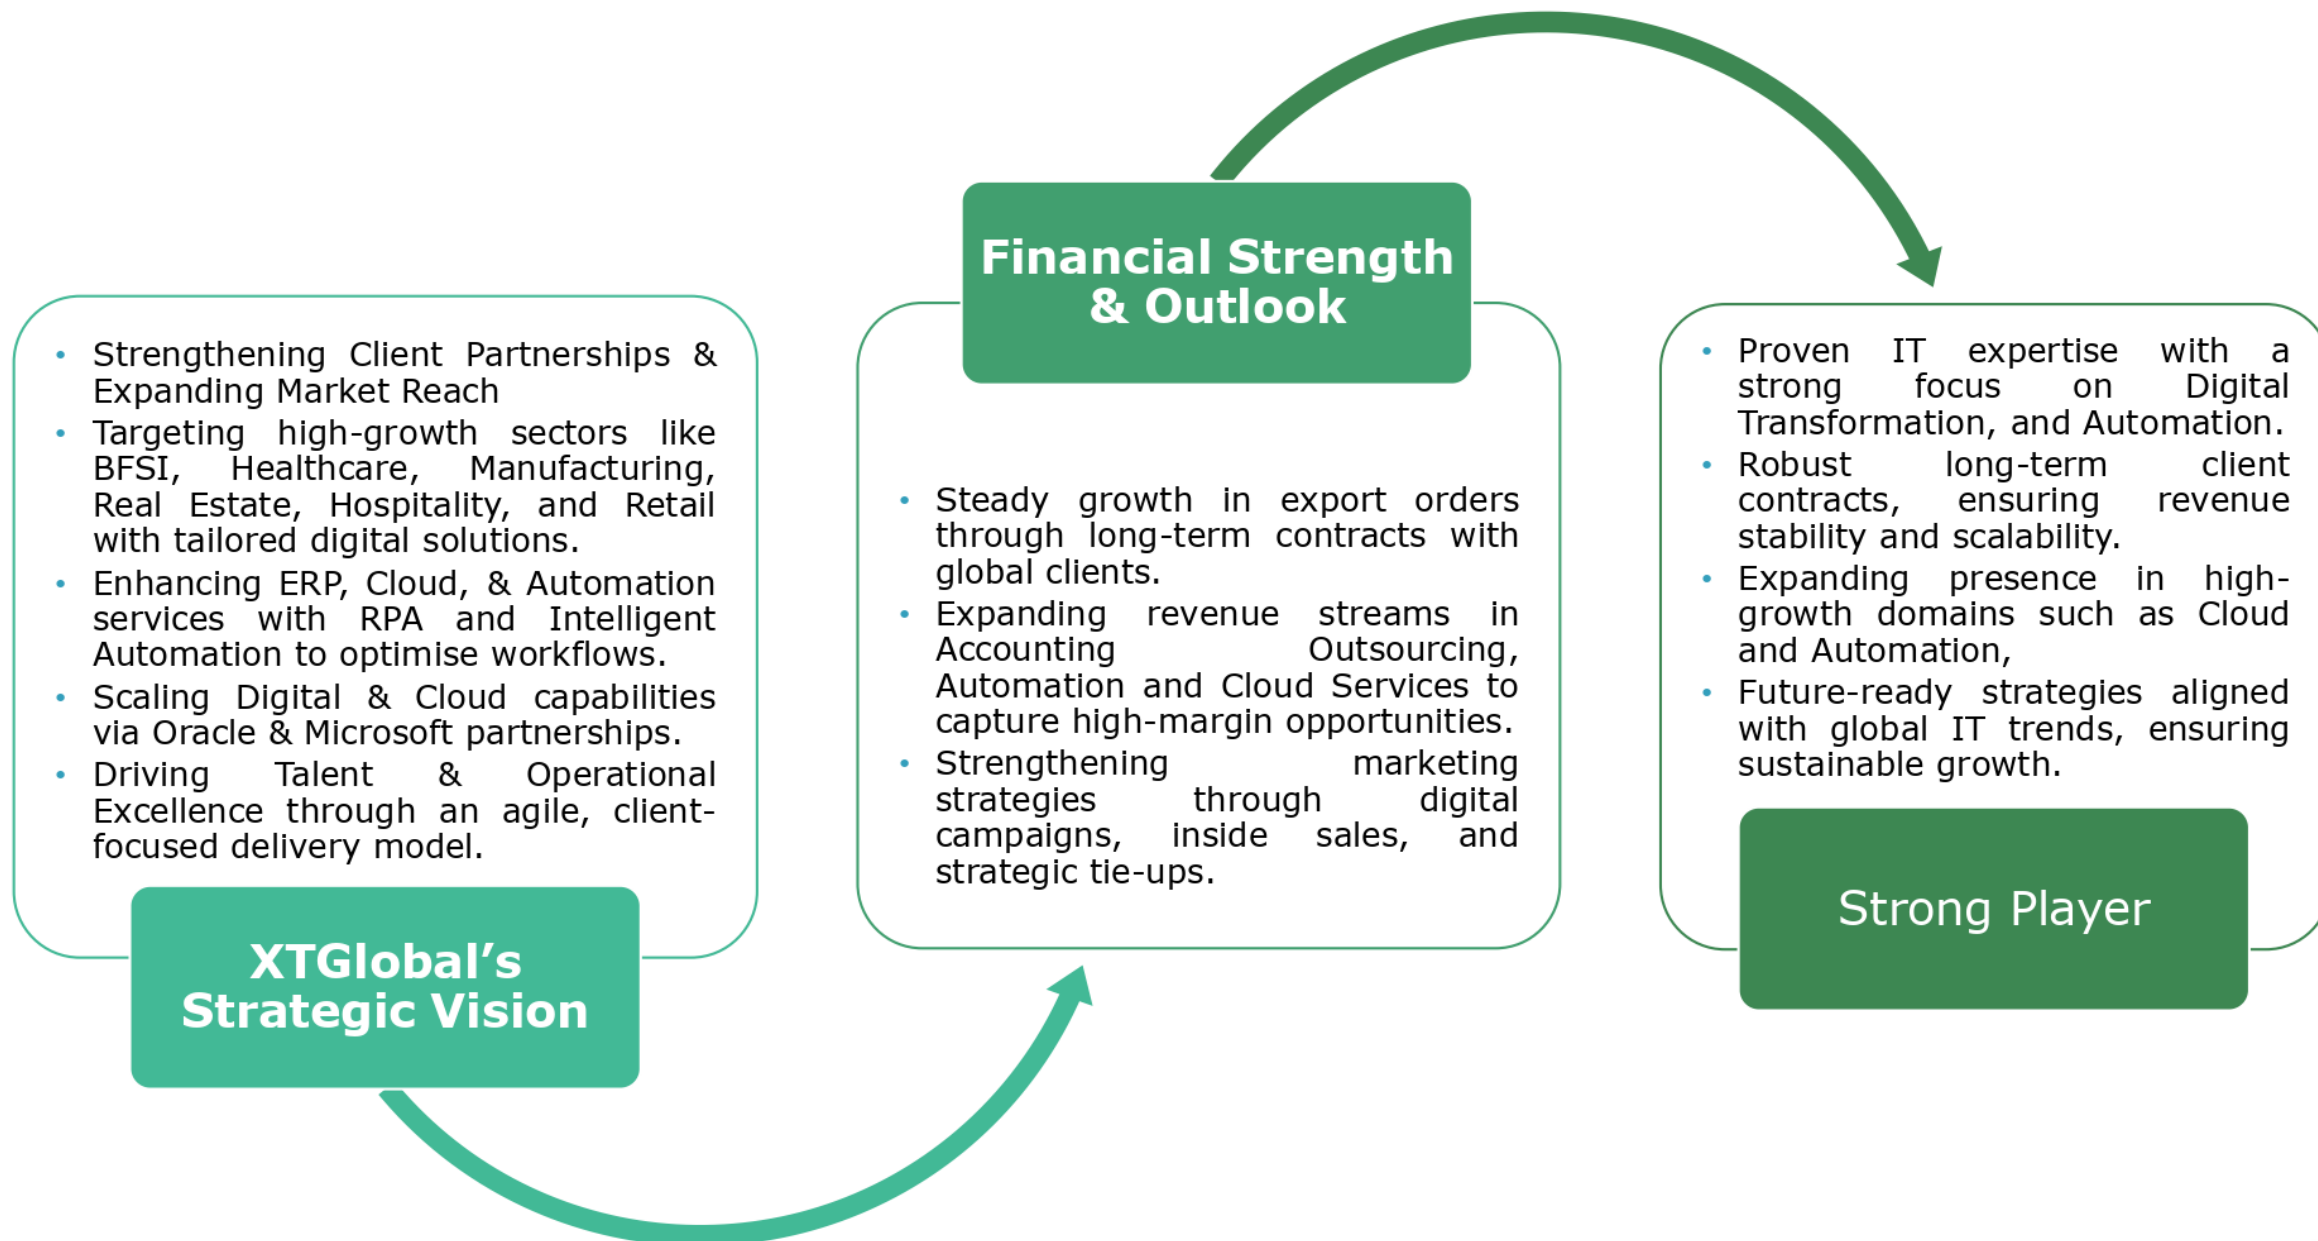 • Strengthening Client Partnerships &
Expanding Market Reach
• Targeting high-growth sectors like
BFSI, Healthcare, Manufacturing,
Real Estate, Hospitality, and Retail
with tailored digital solutions.
• Enhancing ERP, Cloud, & Automation
services with RPA and Intelligent
Automation to optimise workflows.
• Scaling Digital & Cloud capabilities
via Oracle & Microsoft partnerships.
• Driving Talent & Operational
Excellence through an agile, client-
focused delivery model.
XTGlobal’s
Strategic Vision
Financial Strength
& Outlook
• Steady growth in export orders
through long-term contracts with
global clients.
• Expanding revenue streams in
Accounting Outsourcing,
Automation and Cloud Services to
capture high-margin opportunities.
• Strengthening marketing
strategies through digital
campaigns, inside sales, and
strategic tie-ups.
• Proven IT expertise with a
strong focus on Digital
Transformation, and Automation.
• Robust long-term client
contracts, ensuring revenue
stability and scalability.
• Expanding presence in high-
growth domains such as Cloud
and Automation,
• Future-ready strategies aligned
with global IT trends, ensuring
sustainable growth.
Strong Player